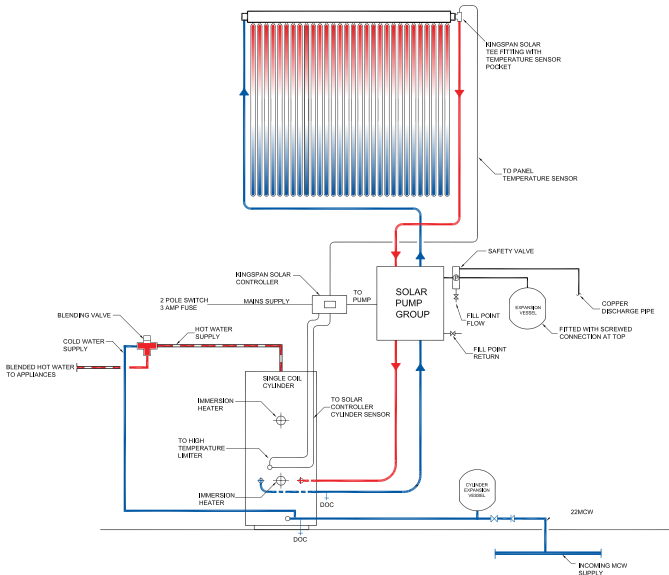 KINGSPAN SOLAR
TEE FITTING WITH
TEMPERATURE SENSOR
POCKET
TO PANEL
TEMPERATURE SENSOR
SAFETY VALVE
KINGSPAN SOLAR
CONTROLLER
2 POLE SWITCH
3 AMP FUSE
MAINS SUPPLY
TO
PUMP
SOLAR
PUMP
GROUP
EXPANSION
VESSEL
COPPER
DISCHARGE PIPE
FILL POINT
FLOW
FITTED WITH SCREWED
CONNECTION AT TOP
FILL POINT
RETURN
BLENDING VALVE
HOT WATER
SUPPLY
COLD WATER
SUPPLY
BLENDED HOT WATER
TO APPLIANCES
SINGLE COIL
CYLINDER
IMMERSION
HEATER
TO SOLAR
CONTROLLER
CYLINDER SENSOR
TO HIGH
TEMPERATURE
LIMITER
IMMERSION
HEATER
DOC
DOC
CYLINDER
EXPANSION
VESSEL
22MCW
INCOMING MCW
SUPPLY